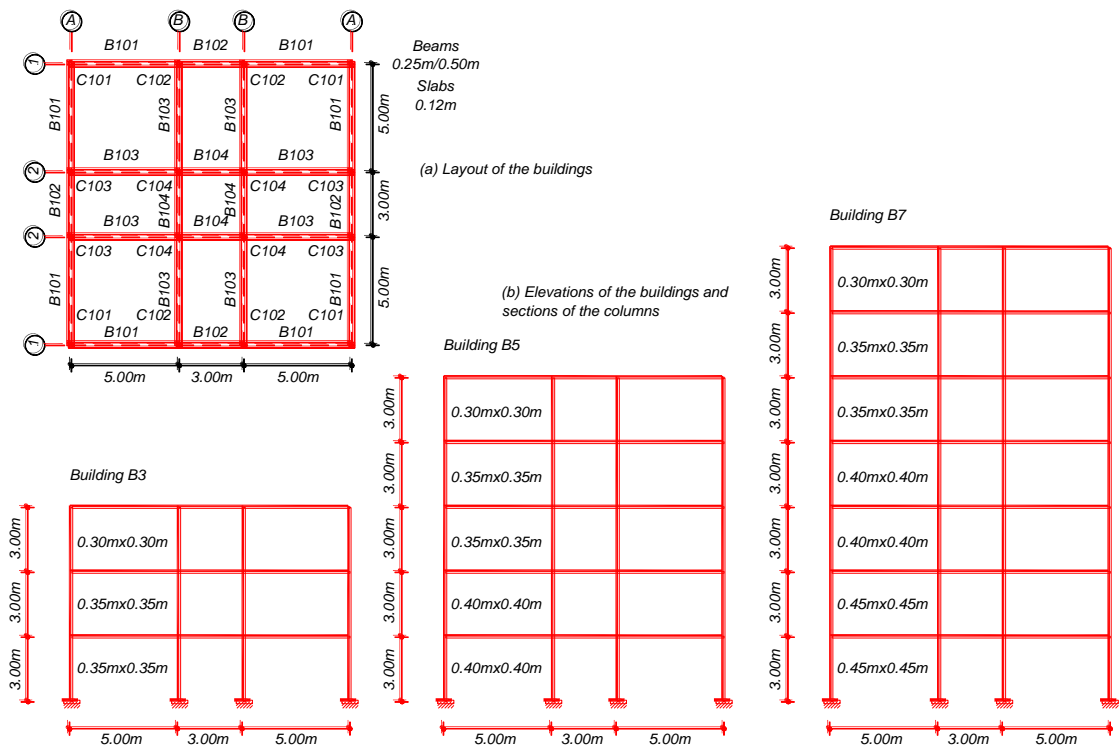 A B B A
B101 B102 B101
Beams
0.25m/0.50m
Slabs
0.12m
1
C101 C102 C102 C101
B101 B103 B103 B101
5.00m
B103 B104 B103
(a) Layout of the buildings
2
C103 C104 C104 C103
B102 B104 B104 B102
3.00m
B103 B104 B103
2
C103 C104 C104 C103
B101 B103 B103 B101
5.00m
C101 C102 C102 C101
B101 B102 B101
1
5.00m 3.00m 5.00m
(b) Elevations of the buildings and
sections of the columns
Building B3
3.00m
0.30mx0.30m
3.00m
0.35mx0.35m
3.00m
0.35mx0.35m
5.00m 3.00m 5.00m
Building B5
3.00m
0.30mx0.30m
3.00m
0.35mx0.35m
3.00m
0.35mx0.35m
3.00m
0.40mx0.40m
3.00m
0.40mx0.40m
5.00m 3.00m 5.00m
Building B7
3.00m
0.30mx0.30m
3.00m
0.35mx0.35m
3.00m
0.35mx0.35m
3.00m
0.40mx0.40m
3.00m
0.40mx0.40m
3.00m
0.45mx0.45m
3.00m
0.45mx0.45m
5.00m 3.00m 5.00m